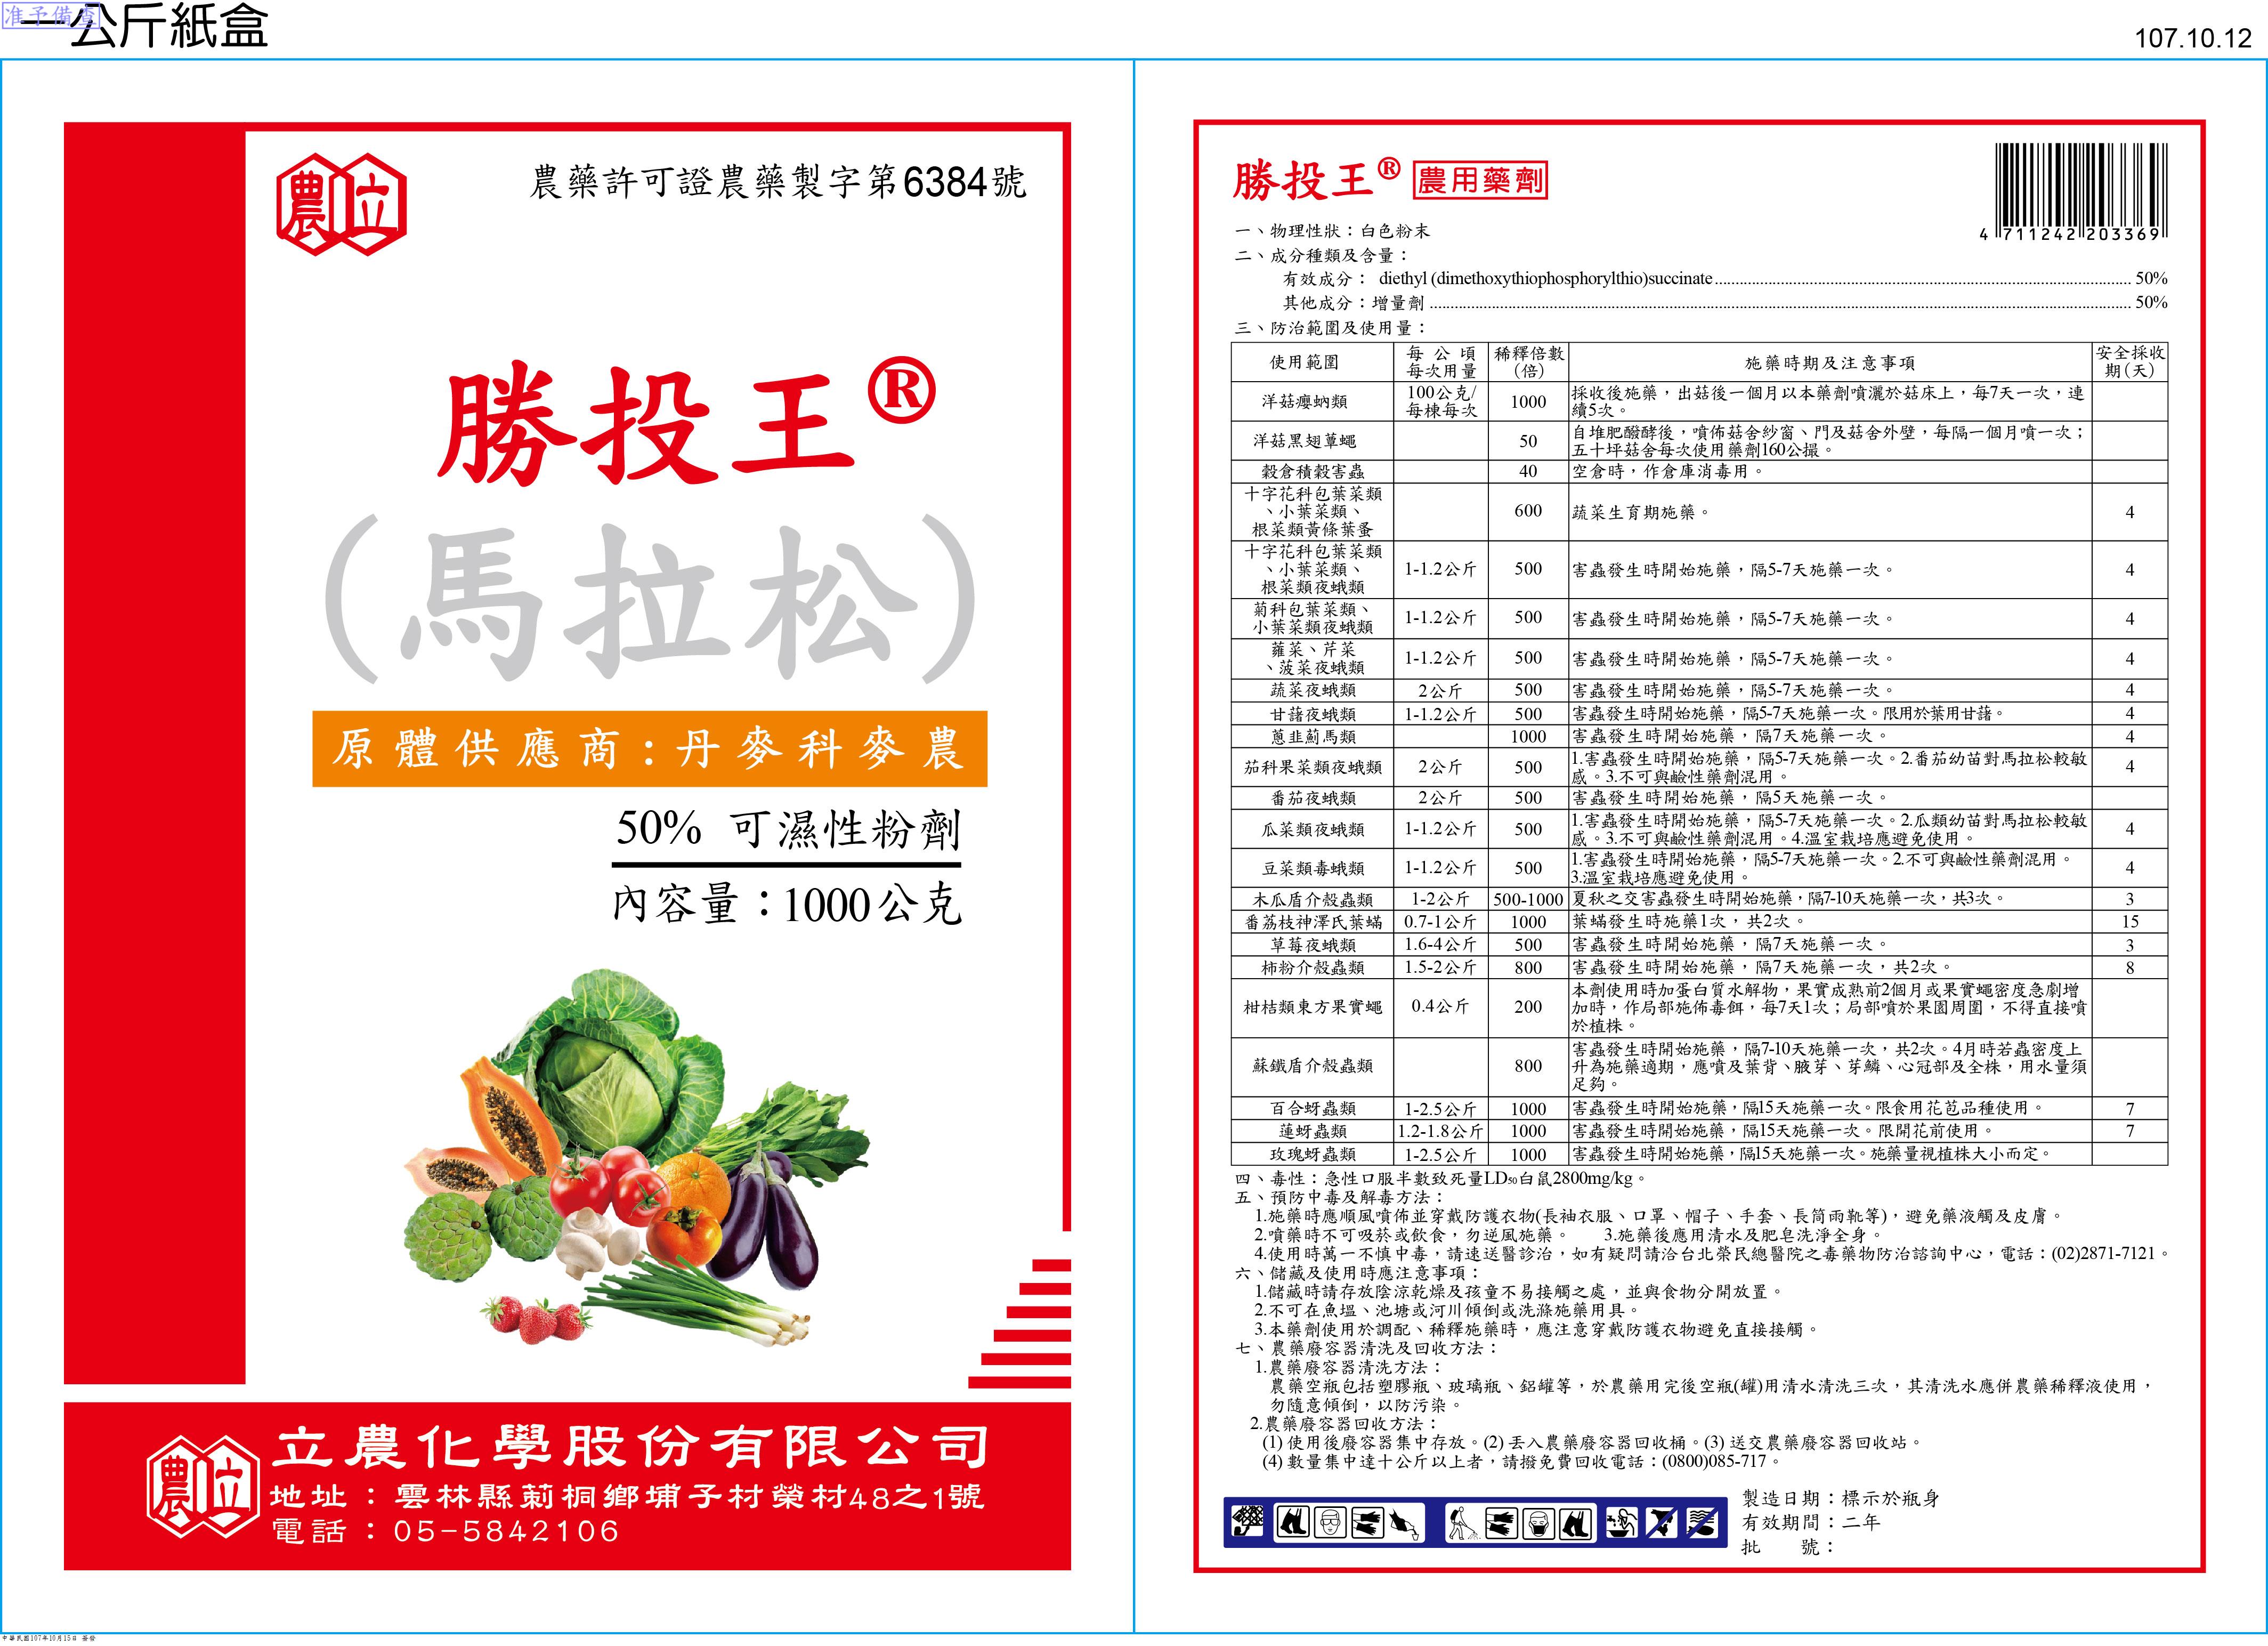 准予備查
一公斤紙盒
107.10.12
農立
農藥許可證農藥製字第6384號
勝投王®
(馬拉松)
原體供應商:丹麥科麥農
50% 可濕性粉劑
內容量:1000公克
農立
立農化學股份有限公司
地址:雲林縣莿桐鄉埔子村榮村48之1號
電話:05-5842106
勝投王® 農用藥劑
4 711242 203369
一、物理性狀:白色粉末
二、成分種類及含量:
有效成分: diethyl (dimethoxythiophosphorylthio)succinate 50%
其他成分:增量劑 50%
三、防治範圍及使用量:
使用範圍 每公頃每次用量 稀釋倍數(倍) 施藥時期及注意事項 安全採收期(天)
洋菇癭蚋類 100公克/每棟每次 1000 採收後施藥,出菇後一個月以本藥劑噴灑於菇床上,每7天一次,連
續5次。
洋菇黑翅蕈蠅 50 自堆肥醱酵後,噴佈菇舍紗窗、門及菇舍外壁,每隔一個月噴一次;
五十坪菇舍每次使用藥劑160公撮。
穀倉積穀害蟲 40 空倉時,作倉庫消毒用。
十字花科包葉菜類
、小葉菜類、
根菜類黃條葉蚤 600 蔬菜生育期施藥。 4
十字花科包葉菜類
、小葉菜類、
根菜類夜蛾類 1-1.2公斤 500 害蟲發生時開始施藥,隔5-7天施藥一次。 4
菊科包葉菜類、
小葉菜類夜蛾類 1-1.2公斤 500 害蟲發生時開始施藥,隔5-7天施藥一次。 4
蕹菜、芹菜
、菠菜夜蛾類 1-1.2公斤 500 害蟲發生時開始施藥,隔5-7天施藥一次。 4
蔬菜夜蛾類 2公斤 500 害蟲發生時開始施藥,隔5-7天施藥一次。 4
甘藷夜蛾類 1-1.2公斤 500 害蟲發生時開始施藥,隔5-7天施藥一次。限用於葉用甘藷。 4
蔥韭薊馬類 1000 害蟲發生時開始施藥,隔7天施藥一次。 4
茄科果菜類夜蛾類 2公斤 500 1.害蟲發生時開始施藥,隔5-7天施藥一次。2.番茄幼苗對馬拉松較敏
感。3.不可與鹼性藥劑混用。 4
番茄夜蛾類 2公斤 500 害蟲發生時開始施藥,隔5天施藥一次。
瓜菜類夜蛾類 1-1.2公斤 500 1.害蟲發生時開始施藥,隔5-7天施藥一次。2.瓜類幼苗對馬拉松較敏
感。3.不可與鹼性藥劑混用。4.溫室栽培應避免使用。 4
豆菜類毒蛾類 1-1.2公斤 500 1.害蟲發生時開始施藥,隔5-7天施藥一次。2.不可與鹼性藥劑混用。
3.溫室栽培應避免使用。 4
木瓜盾介殼蟲類 1-2公斤 500-1000 夏秋之交害蟲發生時開始施藥,隔7-10天施藥一次,共3次。 3
番荔枝神澤氏葉蟎 0.7-1公斤 1000 葉蟎發生時施藥1次,共2次。 15
草莓夜蛾類 1.6-4公斤 500 害蟲發生時開始施藥,隔7天施藥一次。 3
柿粉介殼蟲類 1.5-2公斤 800 害蟲發生時開始施藥,隔7天施藥一次,共2次。 8
柑桔類東方果實蠅 0.4公斤 200 本劑使用時加蛋白質水解物,果實成熟前2個月或果實蠅密度急劇增
加時,作局部施佈毒餌,每7天1次;局部噴於果園周圍,不得直接噴
於植株。
蘇鐵盾介殼蟲類 800 害蟲發生時開始施藥,隔7-10天施藥一次,共2次。4月時若蟲密度上
升為施藥適期,應噴及葉背、腋芽、芽鱗、心冠部及全株,用水量須
足夠。
百合蚜蟲類 1-2.5公斤 1000 害蟲發生時開始施藥,隔15天施藥一次。限食用花苞品種使用。 7
蓮蚜蟲類 1.2-1.8公斤 1000 害蟲發生時開始施藥,隔15天施藥一次。限開花前使用。 7
玫瑰蚜蟲類 1-2.5公斤 1000 害蟲發生時開始施藥,隔15天施藥一次。施藥量視植株大小而定。
四、毒性:急性口服半數致死量LD50白鼠2800mg/kg。
五、預防中毒及解毒方法:
1.施藥時應順風噴佈並穿戴防護衣物(長袖衣服、口罩、帽子、手套、長筒雨靴等),避免藥液觸及皮膚。
2.噴藥時不可吸菸或飲食,勿逆風施藥。 3.施藥後應用清水及肥皂洗淨全身。
4.使用時萬一不慎中毒,請速送醫診治,如有疑問請洽台北榮民總醫院之毒藥物防治諮詢中心,電話:(02)2871-7121。
六、儲藏及使用時應注意事項:
1.儲藏時請存放陰涼乾燥及孩童不易接觸之處,並與食物分開放置。
2.不可在魚塭、池塘或河川傾倒或洗滌施藥用具。
3.本藥劑使用於調配、稀釋施藥時,應注意穿戴防護衣物避免直接接觸。
七、農藥廢容器清洗及回收方法:
1.農藥廢容器清洗方法:
農藥空瓶包括塑膠瓶、玻璃瓶、鋁罐等,於農藥用完後空瓶(罐)用清水清洗三次,其清洗水應併農藥稀釋液使用,
勿隨意傾倒,以防污染。
2.農藥廢容器回收方法:
(1) 使用後廢容器集中存放。(2) 丟入農藥廢容器回收桶。(3) 送交農藥廢容器回收站。
(4) 數量集中達十公斤以上者,請撥免費回收電話:(0800)085-717。
製造日期:標示於瓶身
有效期間:二年
批 號:
中華民國107年10月15日